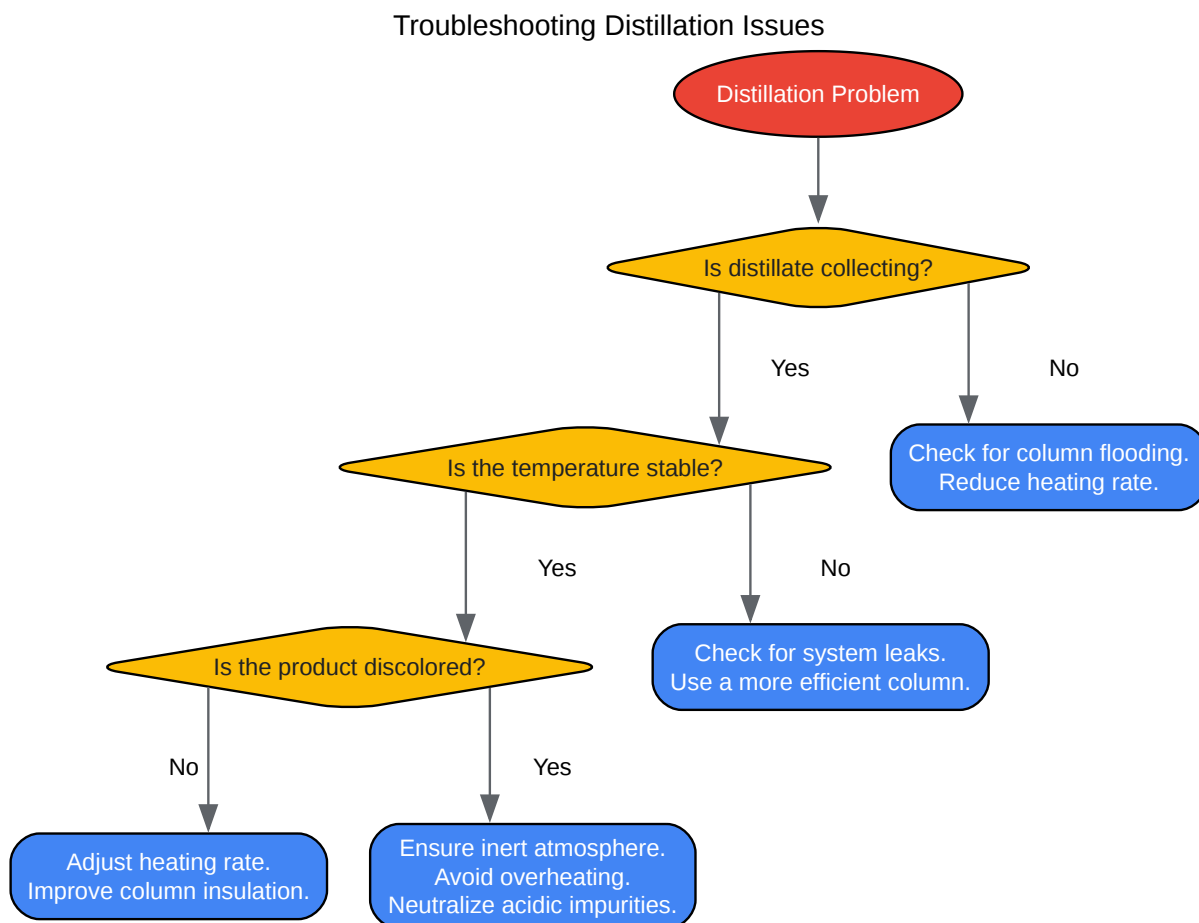 Troubleshooting Distillation Issues
Distillation Problem
Is distillate collecting?
Yes
No
Check for column flooding.
Reduce heating rate.
Is the temperature stable?
Yes
No
Check for system leaks.
Use a more efficient column.
Is the product discolored?
No
Yes
Adjust heating rate.
Improve column insulation.
Ensure inert atmosphere.
Avoid overheating.
Neutralize acidic impurities.